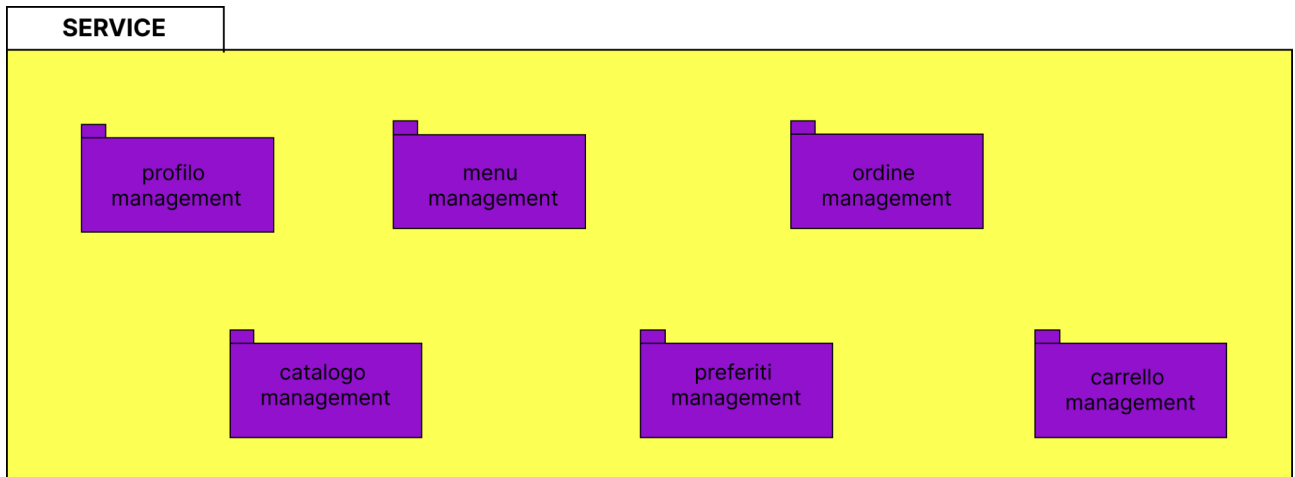 SERVICE
profilo
management
menu
management
ordine
management
catalogo
management
preferiti
management
carrello
management